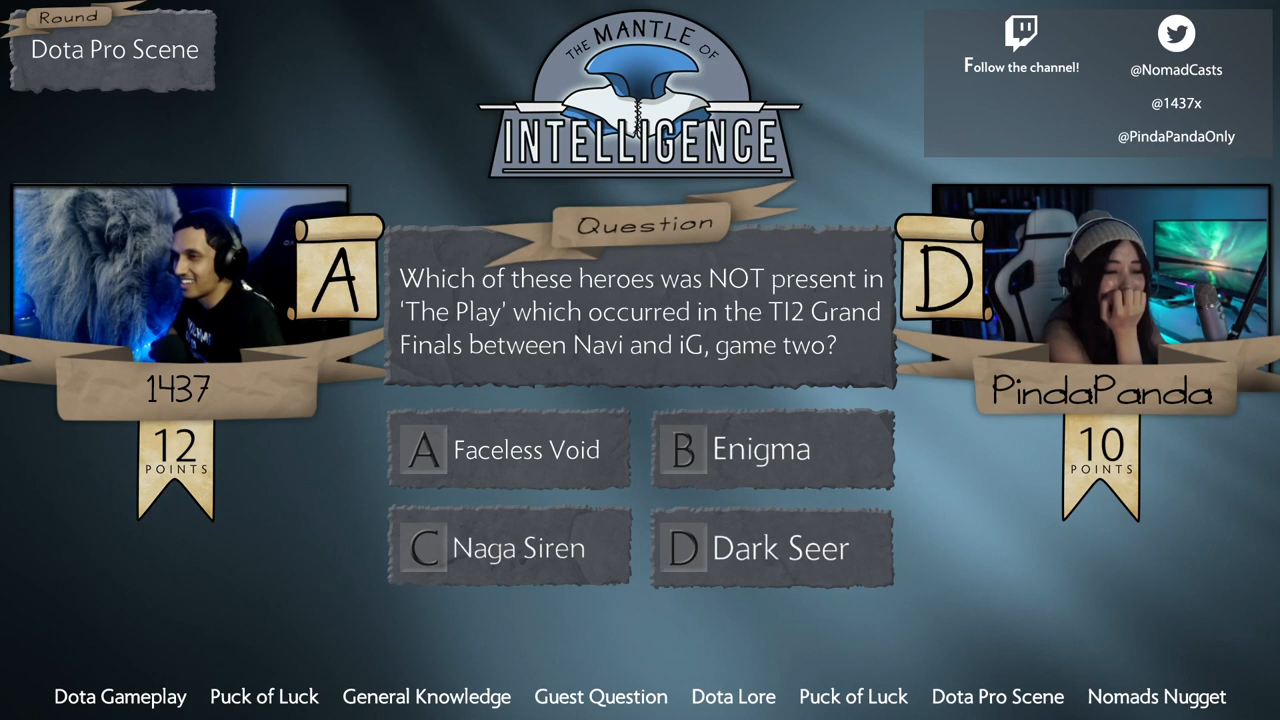 Round
Dota Pro Scene
THE MANTLE OF
INTELLIGENCE
Follow the channel!
@NomadCasts
@1437x
@PindaPandaOnly
Question
A
D
Which of these heroes was NOT present in
‘The Play’ which occurred in the TI2 Grand
Finals between Navi and iG, game two?
1437
12
POINTS
PindaPanda
10
POINTS
A Faceless Void
B Enigma
C Naga Siren
D Dark Seer
Dota Gameplay Puck of Luck General Knowledge Guest Question Dota Lore Puck of Luck Dota Pro Scene Nomads Nugget